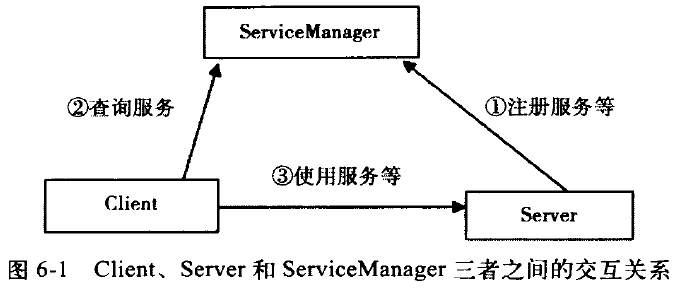 ServiceManager
②查询服务
①注册服务等
③使用服务等
Client
Server
图 6-1 Client、Server 和 ServiceManager 三者之间的交互关系